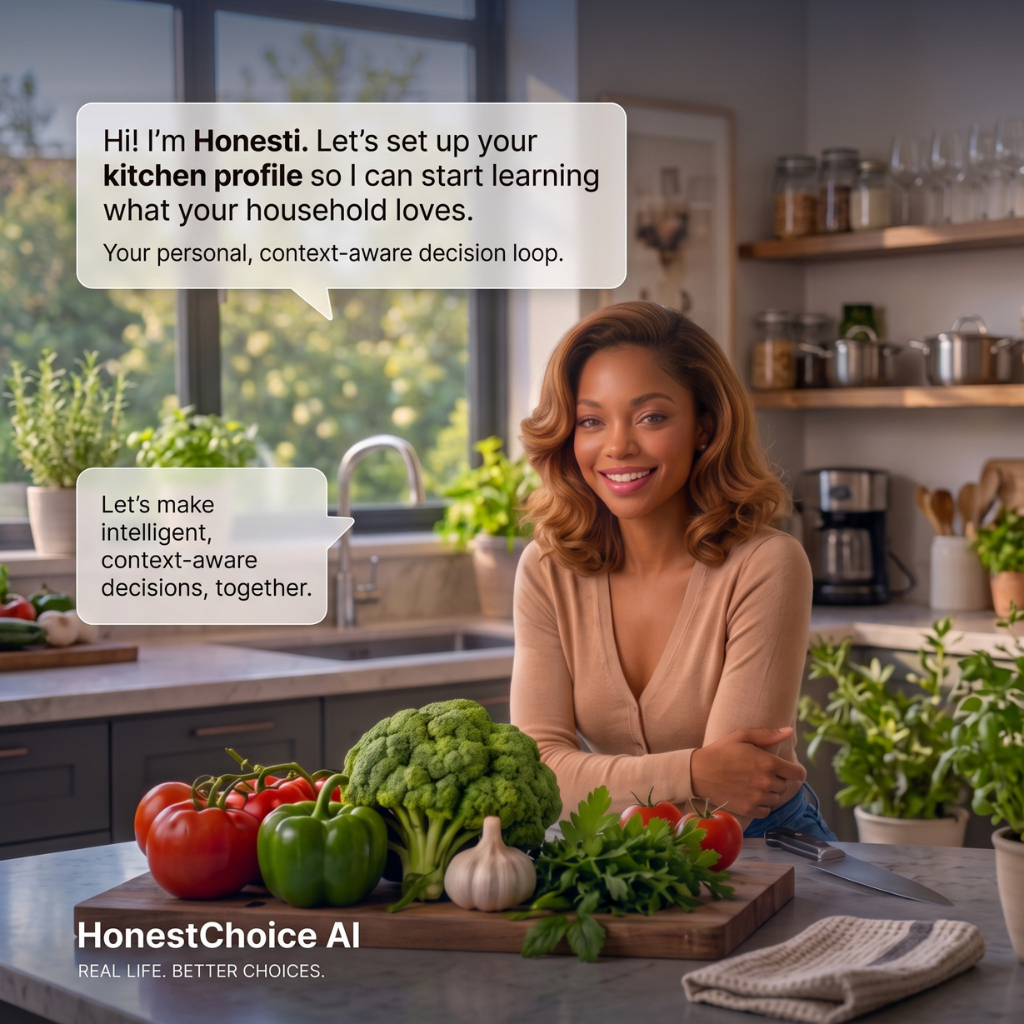 Hi! I'm Honesti. Let's set up your
kitchen profile so I can start learning
what your household loves.
Your personal, context-aware decision loop.
Let's make
intelligent,
context-aware
decisions, together.
HonestChoice AI
REAL LIFE. BETTER CHOICES.